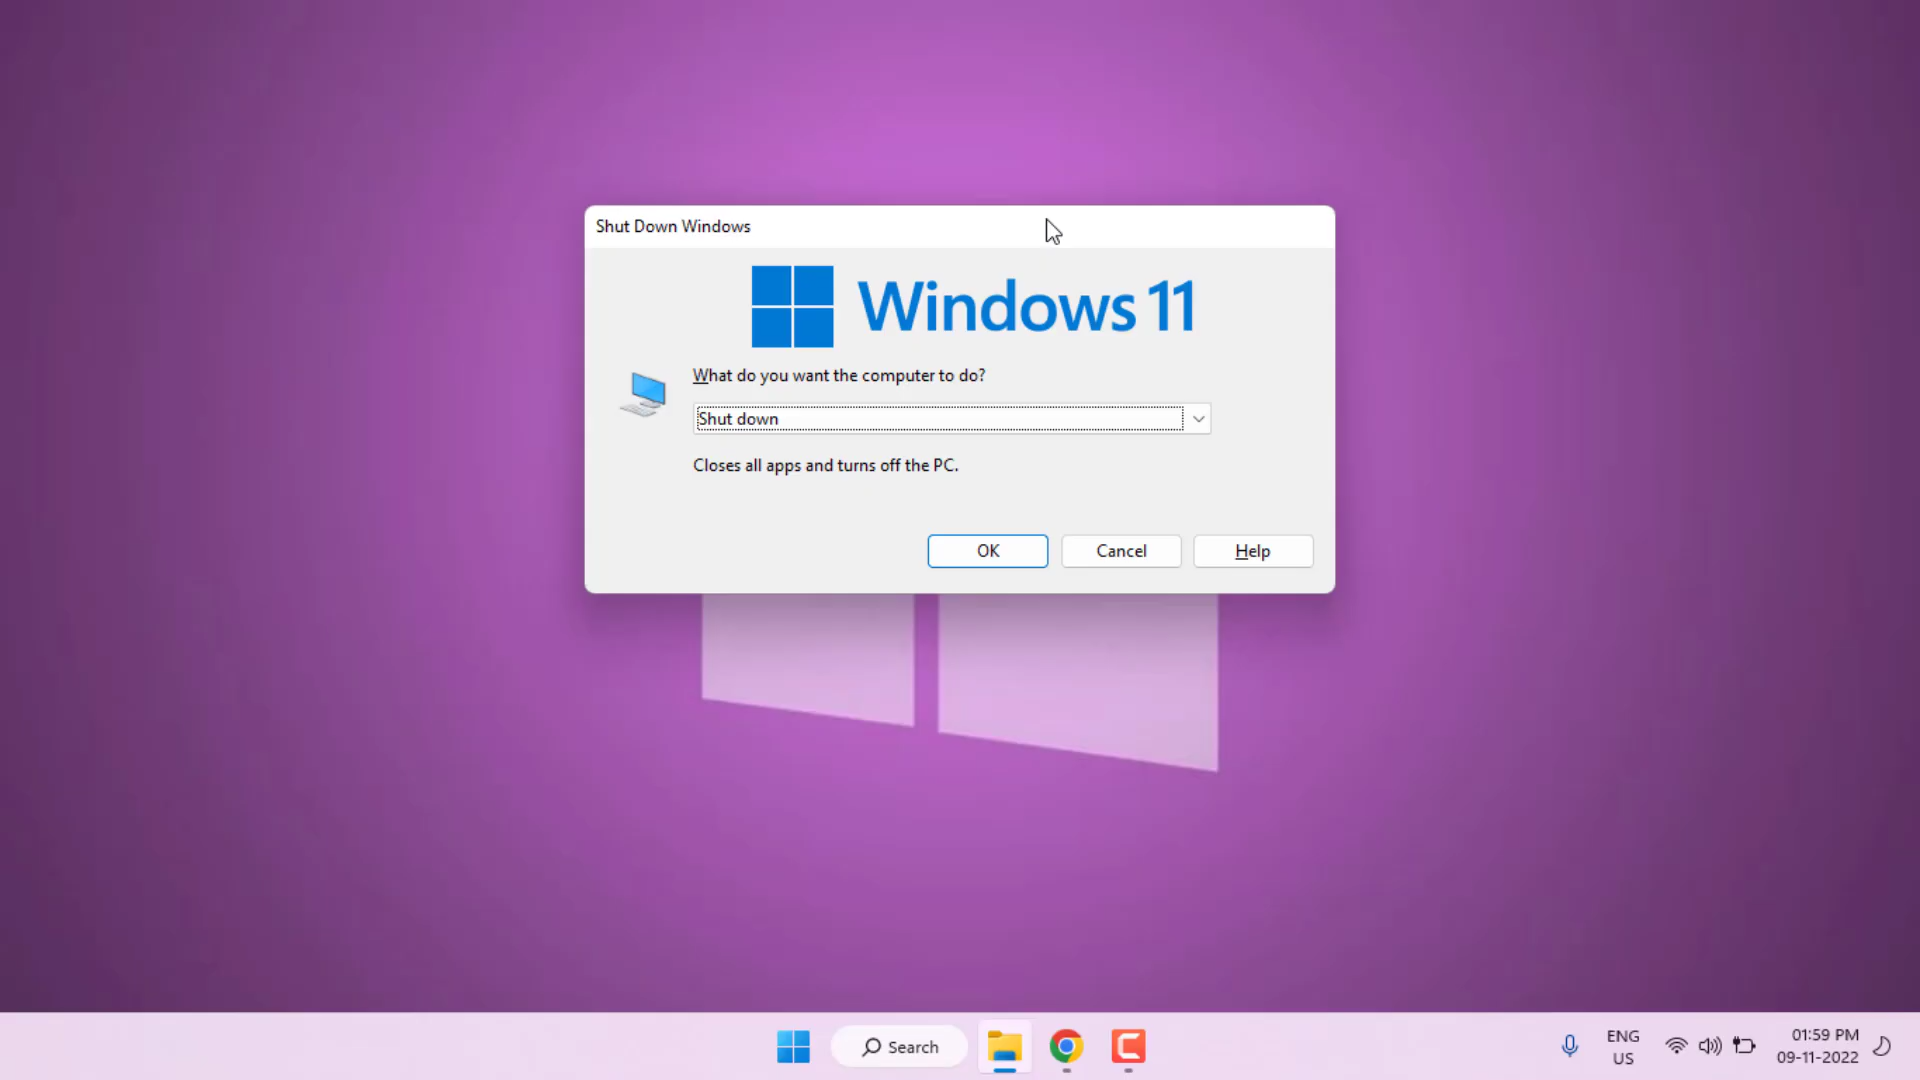 Shut Down Windows
Windows 11
What do you want the computer to do?
Shut down
Closes all apps and turns off the PC.
OK
Cancel
Help
Search
ENG
US
01:59 PM
09-11-2022